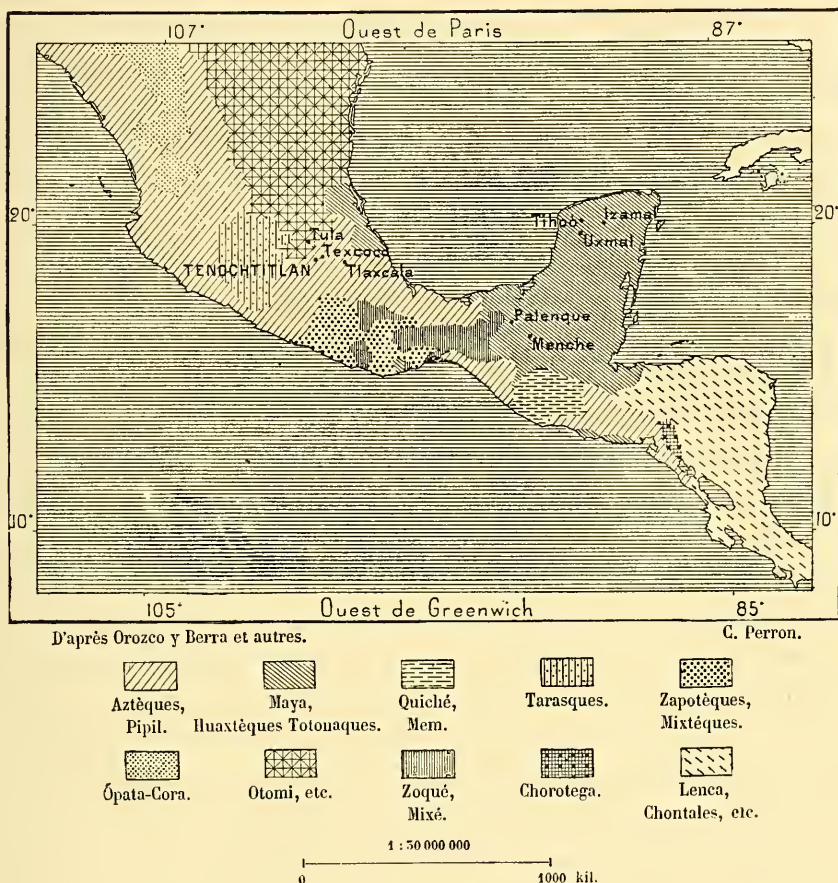 107° Ouest de Paris 87°
20° 20°
Tihoó Izamal
Uxmal
Tula
Texcoco
TENOCHTITLAN Tlaxcala
Palenque
Menche
10° 10°
105° Ouest de Greenwich 85°
D'après Orozco y Berra et autres. C. Perron.
Aztèques, Maya, Quiché, Tarasques. Zapotèques,
Pipil. Huaxtèques Totonaques. Mem. Mixtéques.
Ópata-Cora. Otomi, etc. Zoqué, Chorotega. Lenca,
Mixé. Chontales, etc.
1 : 30 000 000
0 1000 kil.